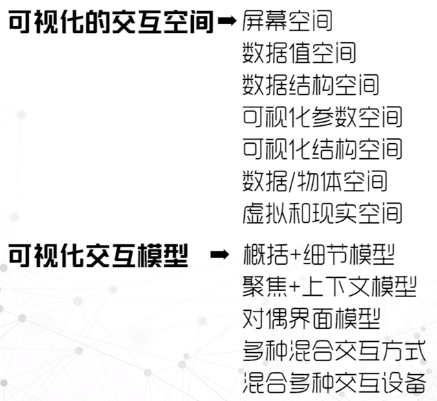 可视化的交互空间➡屏幕空间
数据值空间
数据结构空间
可视化参数空间
可视化结构空间
数据/物体空间
虚拟和现实空间
可视化交互模型 ➡ 概括+细节模型
聚焦+上下文模型
对偶界面模型
多种混合交互方式
混合多种交互设备